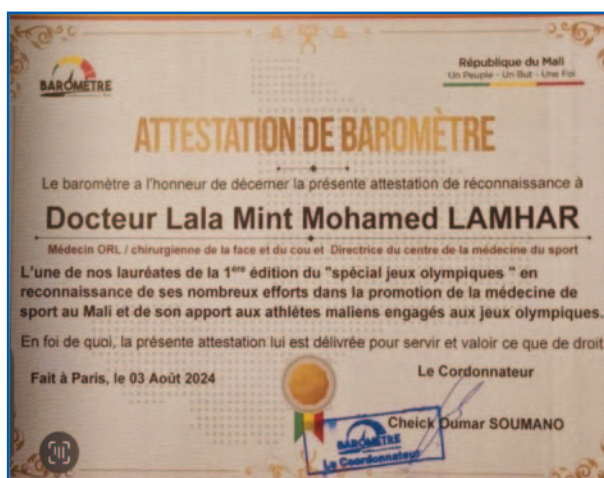 BAROMÈTRE
République du Mali
Un Peuple - Un But - Une Foi
ATTESTATION DE BAROMÈTRE
Le baromètre a l'honneur de décerner la présente attestation de réconnaissance à
Docteur Lala Mint Mohamed LAMHAR
Médecin ORL / chirurgienne de la face et du cou et Directrice du centre de la médecine du sport
L'une de nos lauréates de la 1ère édition du "spécial jeux olympiques " en
reconnaissance de ses nombreux efforts dans la promotion de la médecine de
sport au Mali et de son apport aux athlètes maliens engagés aux jeux olympiques.
En foi de quoi, la présente attestation lui est délivrée pour servir et valoir ce que de droit
Fait à Paris, le 03 Août 2024
Le Cordonnateur
Cheick Oumar SOUMANO
BAROMÈTRE
Le Coordonnateur